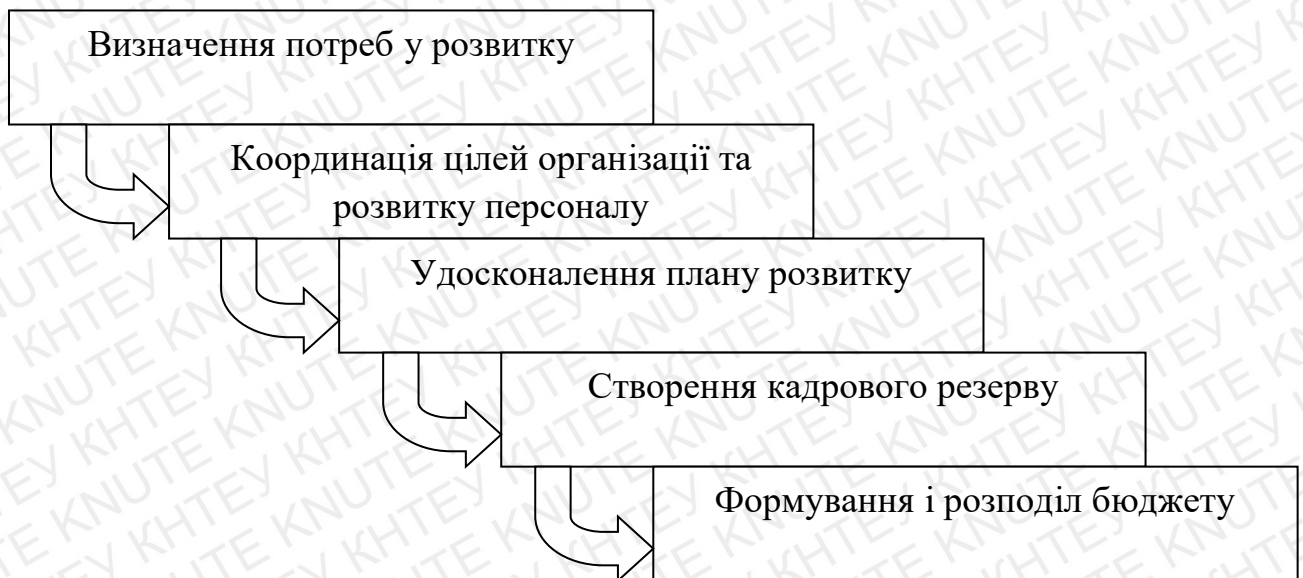 Визначення потреб у розвитку
Координація цілей організації та
розвитку персоналу
Удосконалення плану розвитку
Створення кадрового резерву
Формування і розподіл бюджету